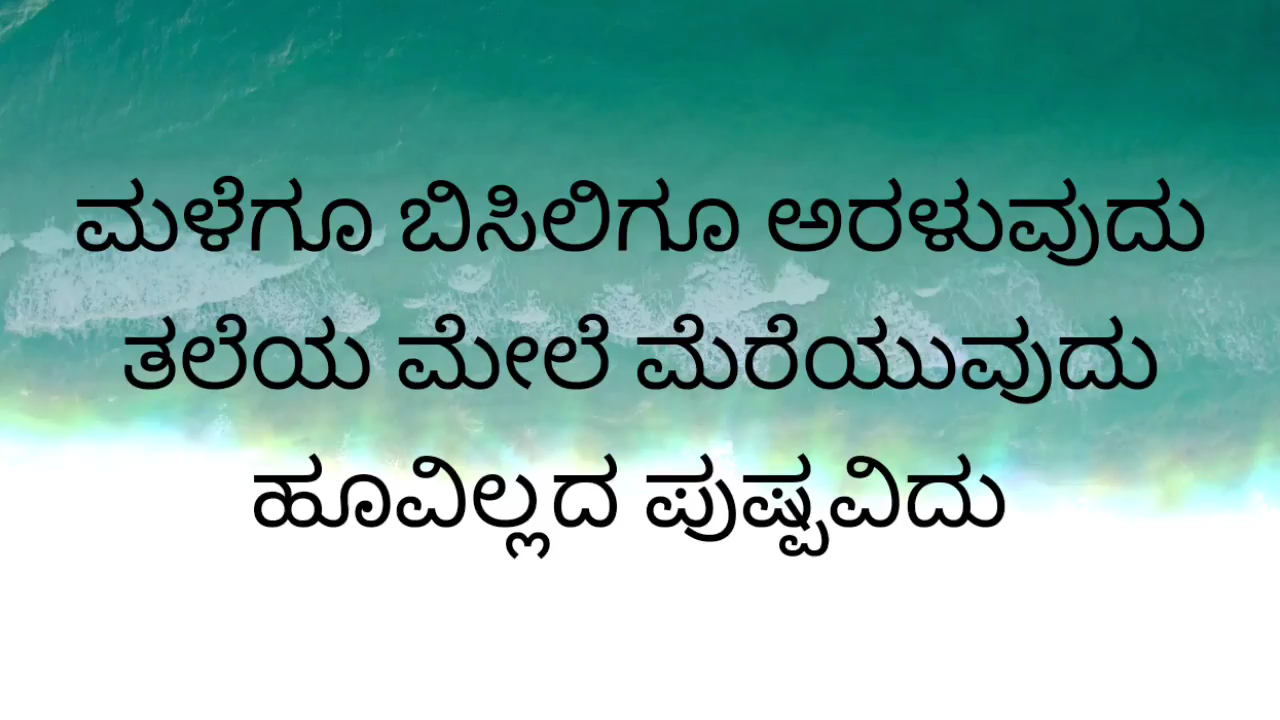 ಮಳೆಗೂ ಬಿಸಿಲಿಗೂ ಅರಳುವುದು
ತಲೆಯ ಮೇಲೆ ಮೆರೆಯುವುದು
ಹೂವಿಲ್ಲದ ಪುಷ್ಪವಿದು